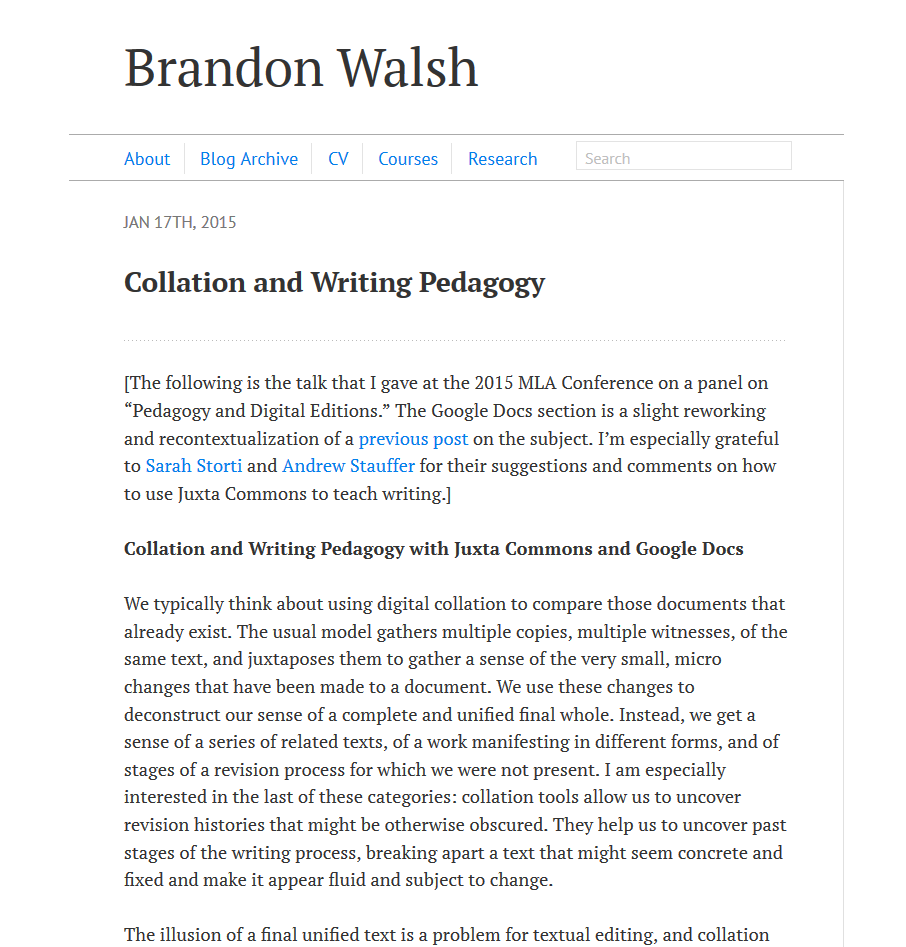 Brandon Walsh
About
Blog Archive
CV
Courses
Research
Search
JAN 17TH, 2015
Collation and Writing Pedagogy
[The following is the talk that I gave at the 2015 MLA Conference on a panel on
“Pedagogy and Digital Editions.” The Google Docs section is a slight reworking
and recontextualization of a previous post on the subject. I’m especially grateful
to Sarah Storti and Andrew Stauffer for their suggestions and comments on how
to use Juxta Commons to teach writing.]
Collation and Writing Pedagogy with Juxta Commons and Google Docs
We typically think about using digital collation to compare those documents that
already exist. The usual model gathers multiple copies, multiple witnesses, of the
same text, and juxtaposes them to gather a sense of the very small, micro
changes that have been made to a document. We use these changes to
deconstruct our sense of a complete and unified final whole. Instead, we get a
sense of a series of related texts, of a work manifesting in different forms, and of
stages of a revision process for which we were not present. I am especially
interested in the last of these categories: collation tools allow us to uncover
revision histories that might be otherwise obscured. They help us to uncover past
stages of the writing process, breaking apart a text that might seem concrete and
fixed and make it appear fluid and subject to change.
The illusion of a final unified text is a problem for textual editing, and collation